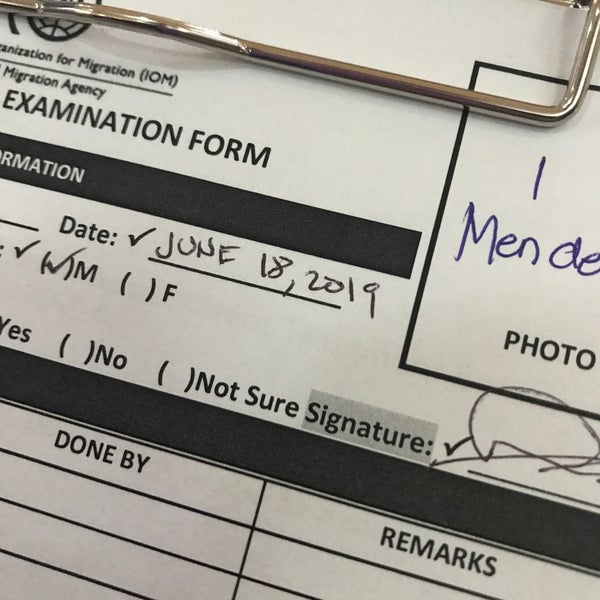 anization for Migration (IOM)
Migration Agency
EXAMINATION FORM
ORMATION
Date: ✓ JUNE 18, 2019
: ✓ (✓)M ( )F
Yes ( )No ( )Not Sure Signature: ✓
1
Mende
PHOTO
DONE BY
REMARKS